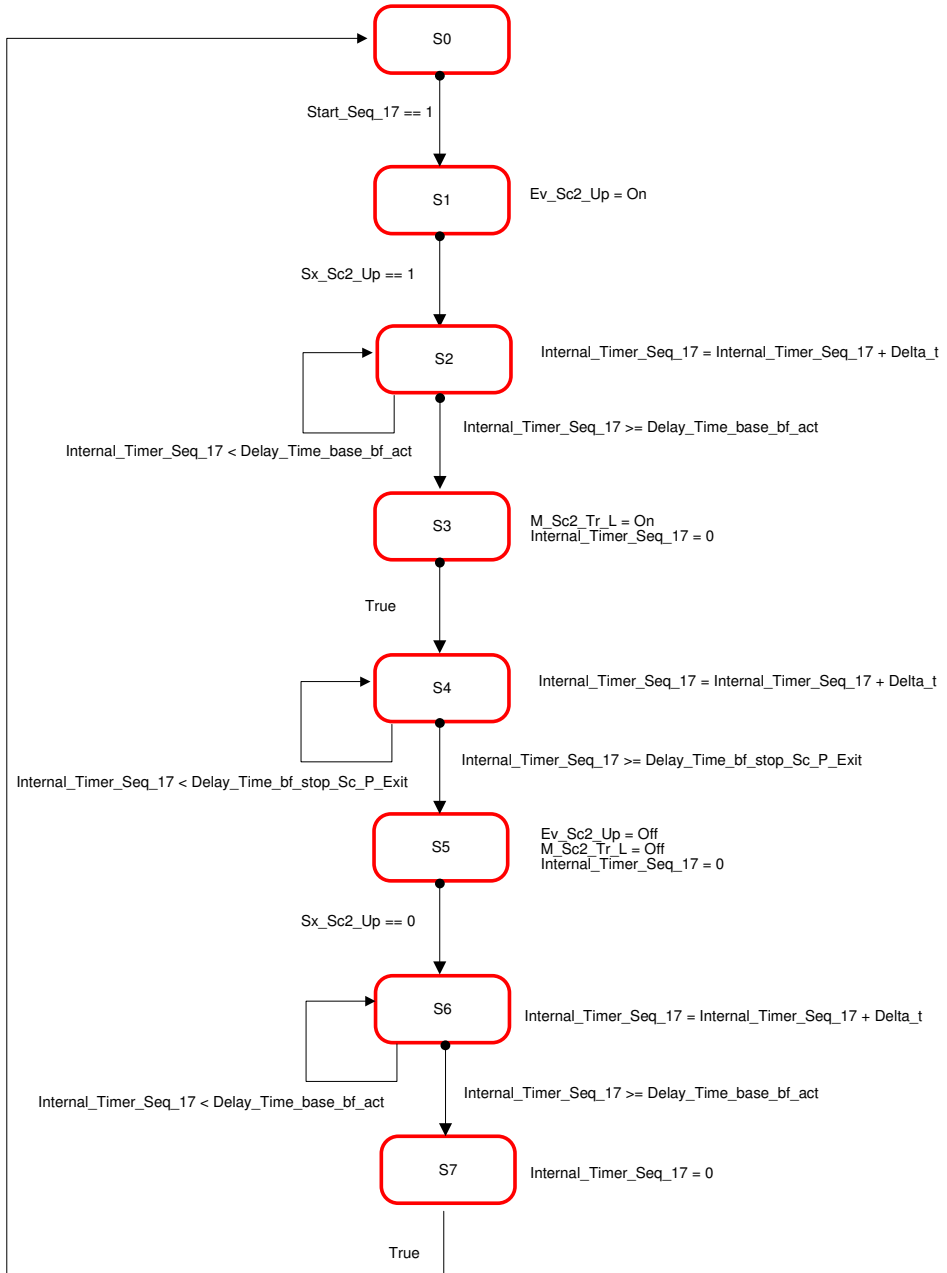 S0
Start_Seq_17 == 1
S1
Ev_Sc2_Up = On
Sx_Sc2_Up == 1
S2
Internal_Timer_Seq_17 = Internal_Timer_Seq_17 + Delta_t
Internal_Timer_Seq_17 >= Delay_Time_base_bf_act
Internal_Timer_Seq_17 < Delay_Time_base_bf_act
S3
M_Sc2_Tr_L = On
Internal_Timer_Seq_17 = 0
True
S4
Internal_Timer_Seq_17 = Internal_Timer_Seq_17 + Delta_t
Internal_Timer_Seq_17 >= Delay_Time_bf_stop_Sc_P_Exit
Internal_Timer_Seq_17 < Delay_Time_bf_stop_Sc_P_Exit
S5
Ev_Sc2_Up = Off
M_Sc2_Tr_L = Off
Internal_Timer_Seq_17 = 0
Sx_Sc2_Up == 0
S6
Internal_Timer_Seq_17 = Internal_Timer_Seq_17 + Delta_t
Internal_Timer_Seq_17 >= Delay_Time_base_bf_act
Internal_Timer_Seq_17 < Delay_Time_base_bf_act
S7
Internal_Timer_Seq_17 = 0
True